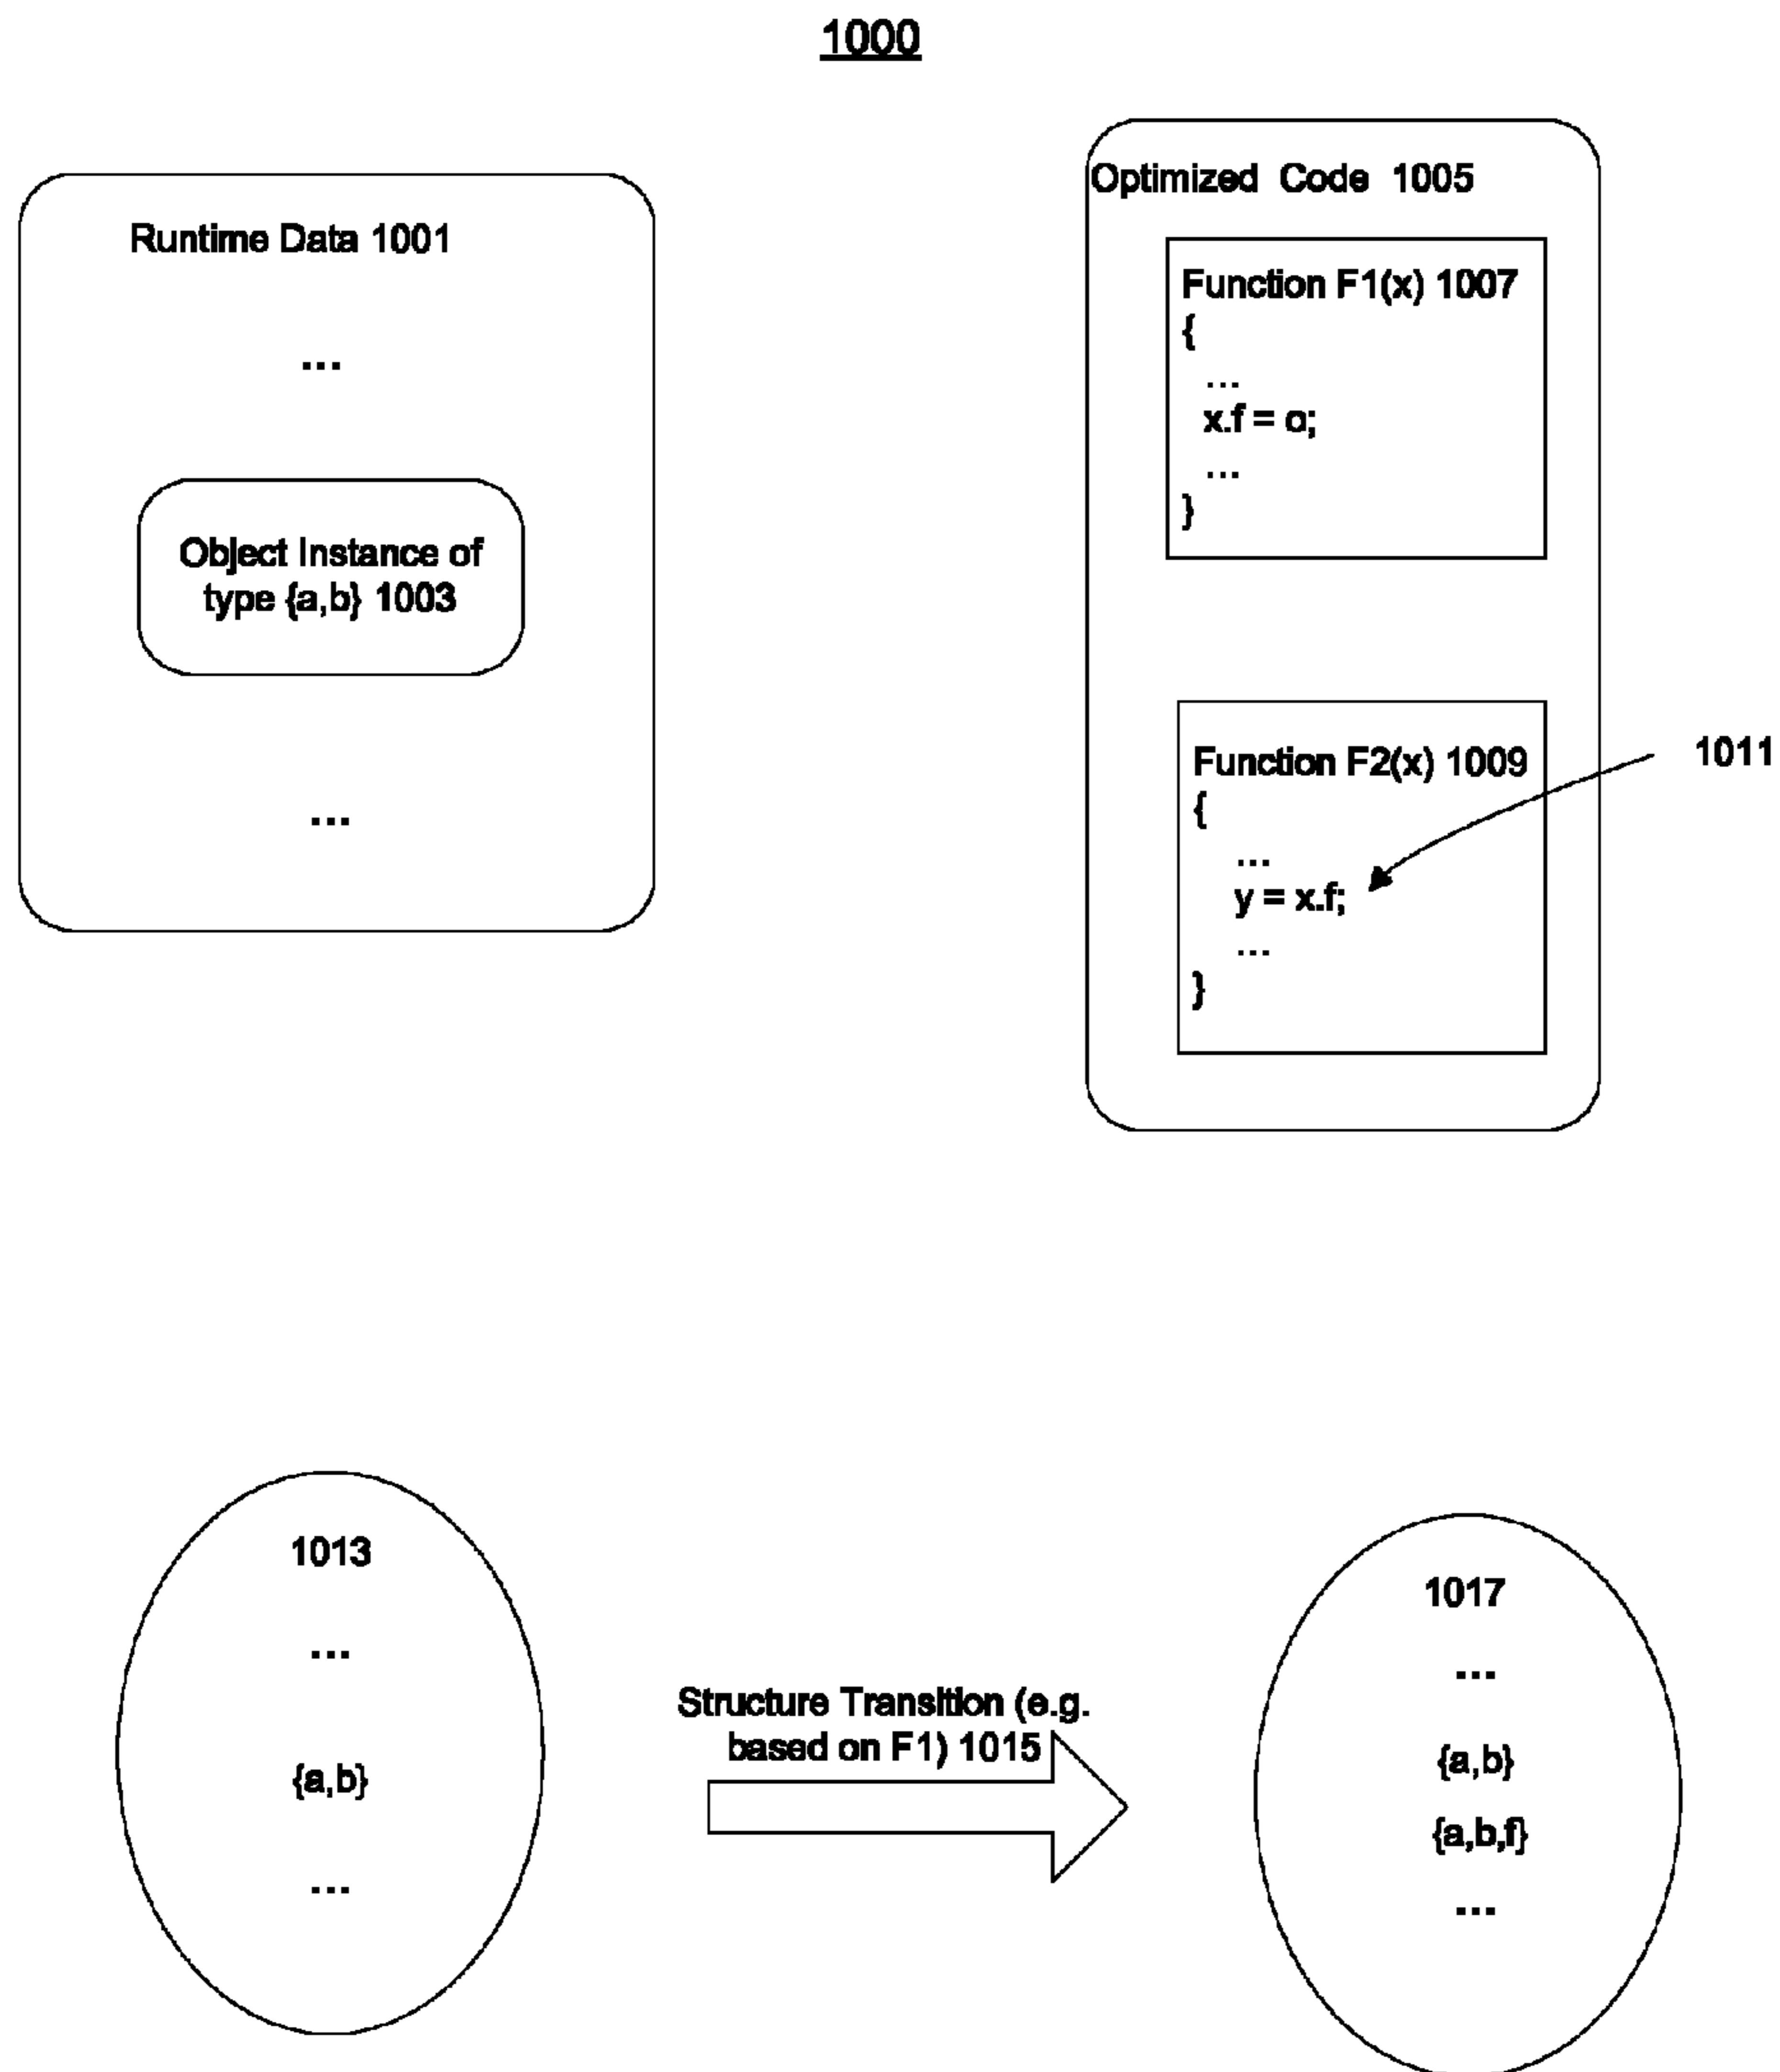 1000
Runtime Data 1001
...
Object Instance of
type {a,b} 1003
...
Optimized Code 1005
Function F1(x) 1007
{
...
x.f = o;
...
}
Function F2(x) 1009
{
...
y = x.f;
...
}
1011
1013
...
{a,b}
...
Structure Transition (e.g.
based on F1) 1015
1017
...
{a,b}
{a,b,f}
...